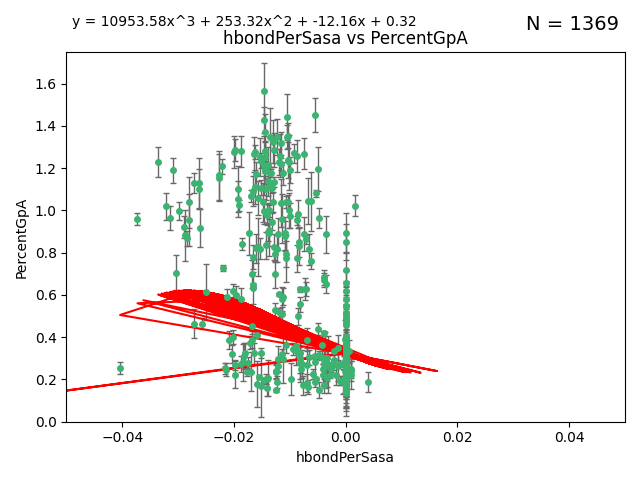 y = 10953.58x^3 + 253.32x^2 + -12.16x + 0.32
N = 1369
hbondPerSasa vs PercentGpA
PercentGpA
1.6
1.4
1.2
1.0
0.8
0.6
0.4
0.2
0.0
−0.04
−0.02
0.00
0.02
0.04
hbondPerSasa